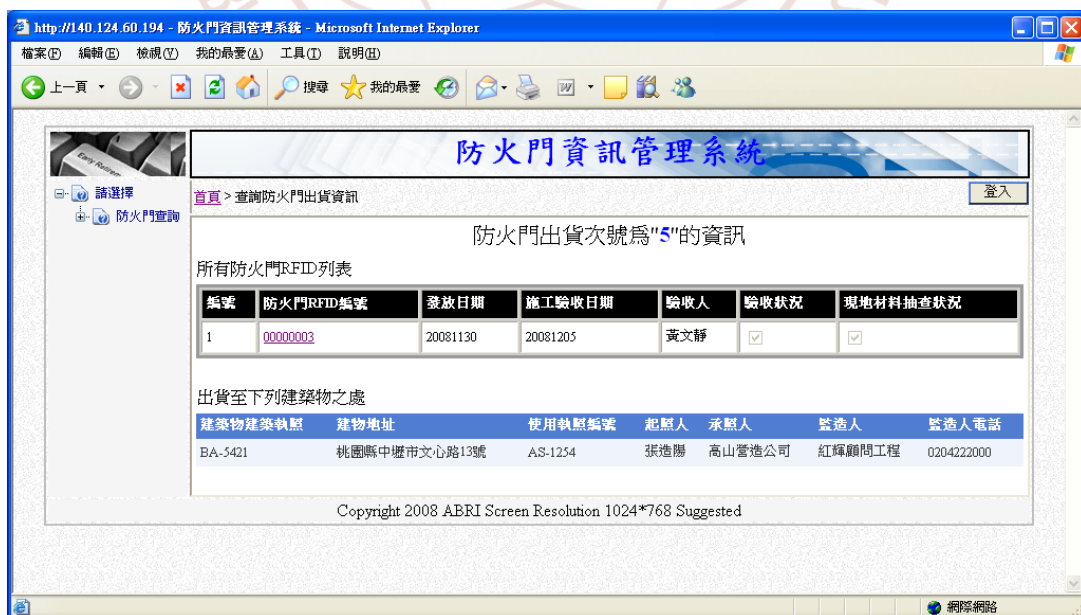 http://140.124.60.194 - 防火門資訊管理系統 - Microsoft Internet Explorer
檔案(F) 編輯(E) 檢視(V) 我的最愛(A) 工具(T) 說明(H)
上一頁 搜尋 我的最愛
Early Retirem
防火門資訊管理系統
請選擇
防火門查詢
首頁 > 查詢防火門出貨資訊
登入
防火門出貨次號為"5"的資訊
所有防火門RFID列表
編號 防火門RFID編號 發放日期 施工驗收日期 驗收人 驗收狀況 現地材料抽查狀況
1 00000003 20081130 20081205 黃文靜
出貨至下列建築物之處
建築物建築執照 建物地址 使用執照編號 起照人 承照人 監造人 監造人電話
BA-5421 桃園縣中壢市文心路13號 AS-1254 張造陽 高山營造公司 紅輝顧問工程 0204222000
Copyright 2008 ABRI Screen Resolution 1024*768 Suggested
網際網路